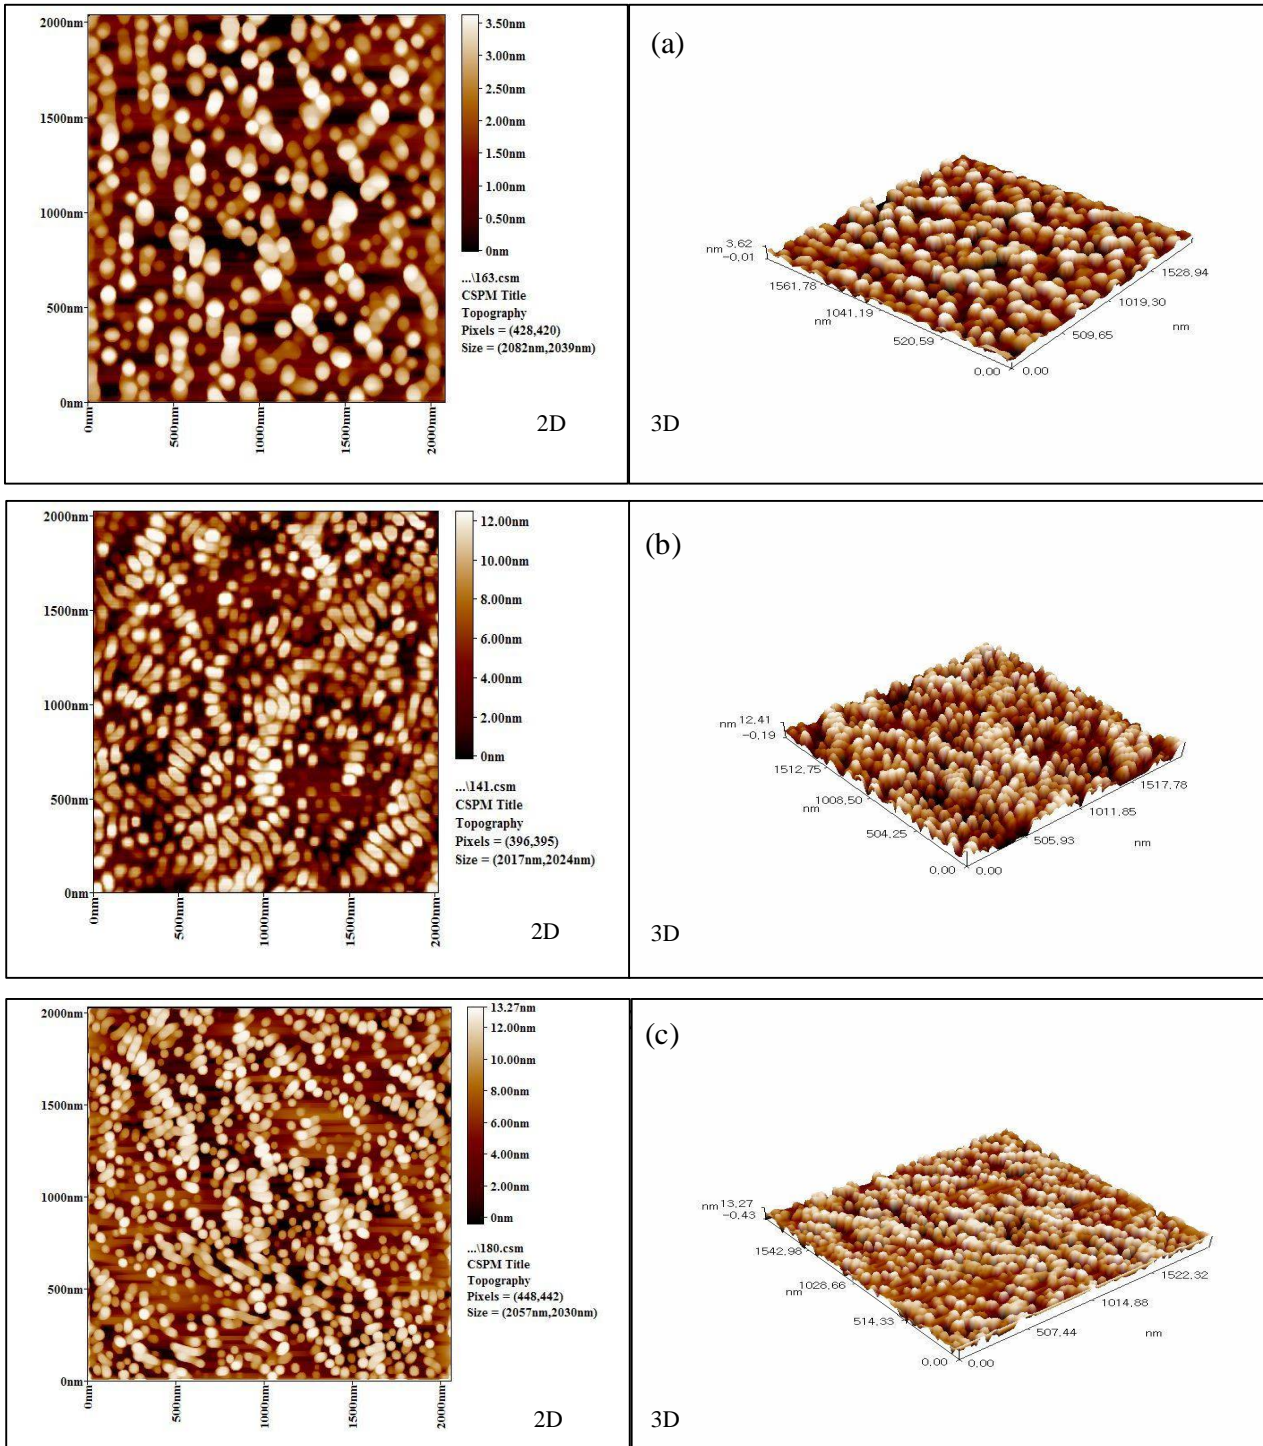 2000nm
1500nm
1000nm
500nm
0nm
0nm
500nm
1000nm
1500nm
2000nm
3.50nm
3.00nm
2.50nm
2.00nm
1.50nm
1.00nm
0.50nm
0nm
...\163.csm
CSPM Title
Topography
Pixels = (428,420)
Size = (2082nm,2039nm)
2D
(a)
nm 3.62
-0.01
1561.78
1041.19
nm
520.59
0.00
0.00
509.65
1019.30
nm
1528.94
3D
2000nm
1500nm
1000nm
500nm
0nm
0nm
500nm
1000nm
1500nm
2000nm
12.00nm
10.00nm
8.00nm
6.00nm
4.00nm
2.00nm
0nm
...\141.csm
CSPM Title
Topography
Pixels = (396,395)
Size = (2017nm,2024nm)
2D
(b)
nm 12.41
-0.19
1512.75
1008.50
nm
504.25
0.00
0.00
505.93
1011.85
nm
1517.78
3D
2000nm
1500nm
1000nm
500nm
0nm
0nm
500nm
1000nm
1500nm
2000nm
13.27nm
12.00nm
10.00nm
8.00nm
6.00nm
4.00nm
2.00nm
0nm
...\180.csm
CSPM Title
Topography
Pixels = (448,442)
Size = (2057nm,2030nm)
2D
(c)
nm 13.27
-0.43
1542.98
1028.66
nm
514.33
0.00
0.00
507.44
1014.88
nm
1522.32
3D